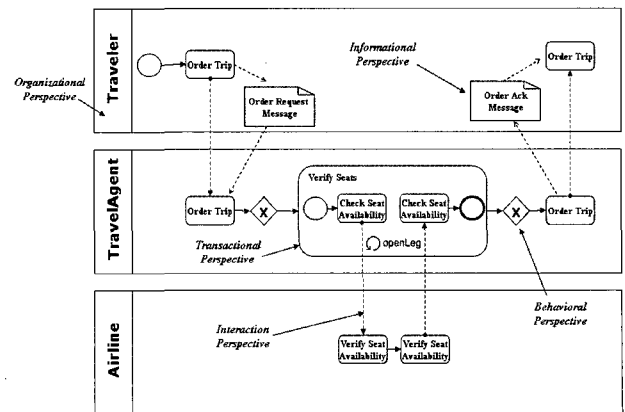 Traveler
Order Trip
Order Request
Message
Organizational
Perspective
Informational
Perspective
Order Trip
Order Ack
Message
TravelAgent
Order Trip
X
Verify Seats
Check Seat
Availability
Check Seat
Availability
openLeg
X
Order Trip
Transactional
Perspective
Behavioral
Perspective
Interaction
Perspective
Airline
Verify Seat
Availability
Verify Seat
Availability